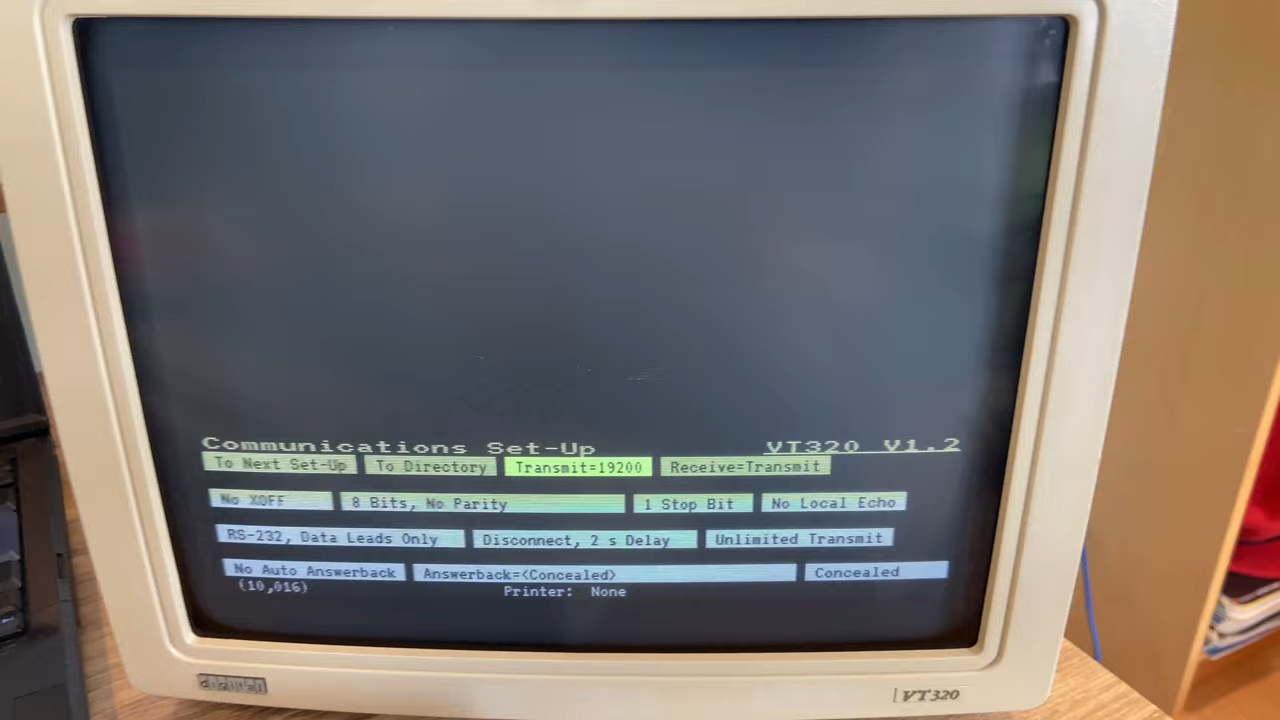 Communications Set-Up VT320 V1.2
To Next Set-Up To Directory Transmit=19200 Receive=Transmit
No XOFF 8 Bits, No Parity 1 Stop Bit No Local Echo
RS-232, Data Leads Only Disconnect, 2 s Delay Unlimited Transmit
No Auto Answerback Answerback=<Concealed> Concealed
(10,016) Printer: None
digital VT320